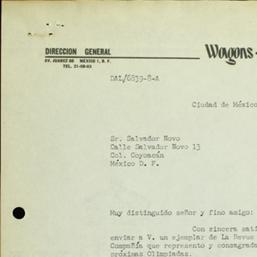 DIRECCION GENERAL
Wagons-
AV. JUAREZ 88 MEXICO 1, D. F.
TEL. 21-08-03
DAL/6839-8-A
Ciudad de México
Sr. Salvador Novo
Calle Salvador Novo 13
Col. Coyoacán
México D. F.
Muy distinguido señor y fino amigo:
Con sincera sati
enviar a V. un ejemplar de La Revue
Compañía que represento y consagrada
próximas Olimpiadas.